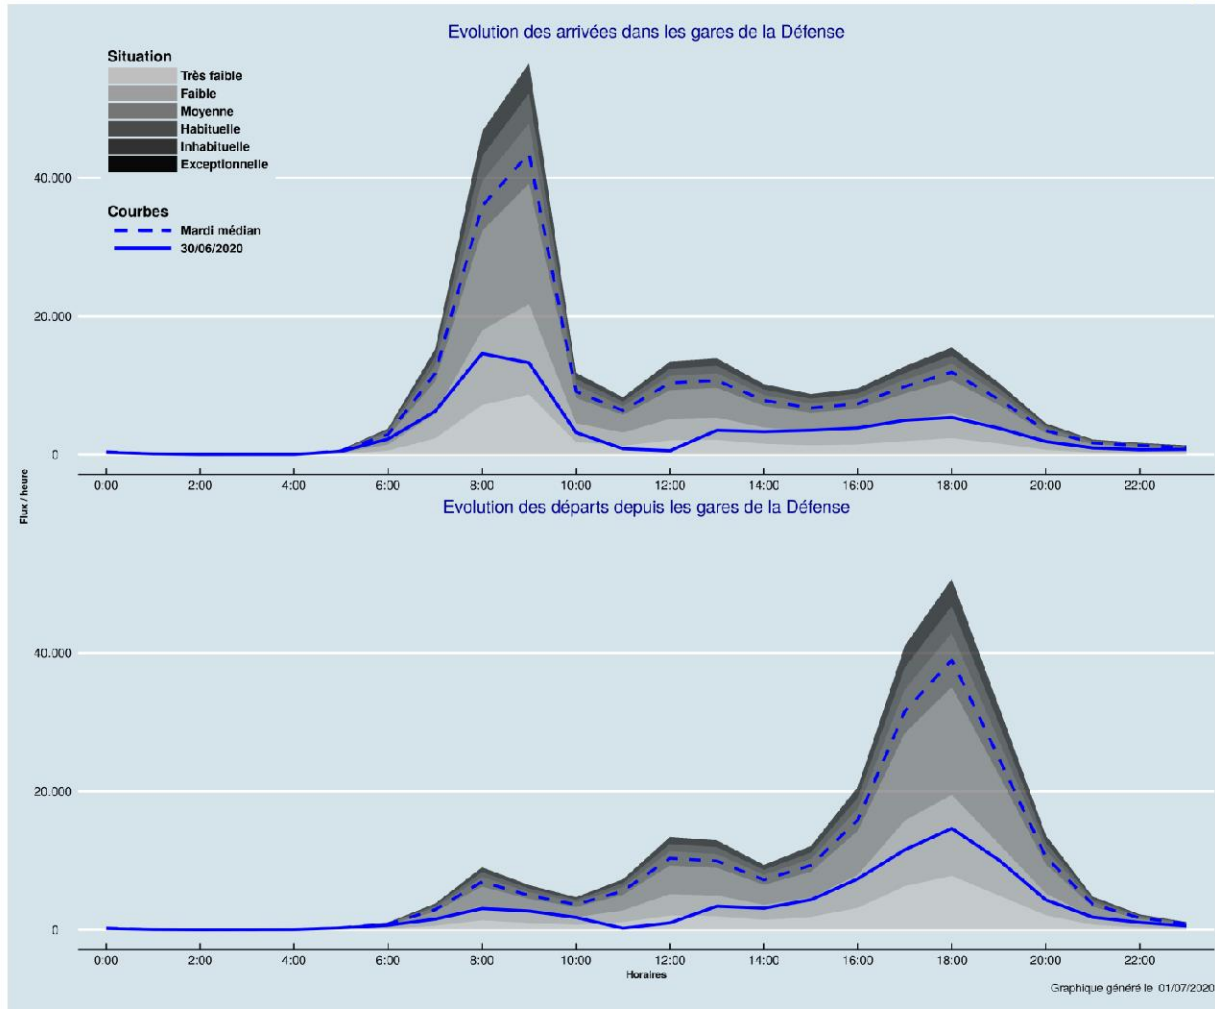 Evolution des arrivées dans les gares de la Défense
Situation
Très faible
Faible
Moyenne
Habituelle
Inhabituelle
Exceptionnelle
Courbes
Mardi médian
30/06/2020
40.000
20.000
0
0:00 2:00 4:00 6:00 8:00 10:00 12:00 14:00 16:00 18:00 20:00 22:00
Flux / heure
Evolution des départs depuis les gares de la Défense
40.000
20.000
0
0:00 2:00 4:00 6:00 8:00 10:00 12:00 14:00 16:00 18:00 20:00 22:00
Horaires
Graphique généré le 01/07/2020